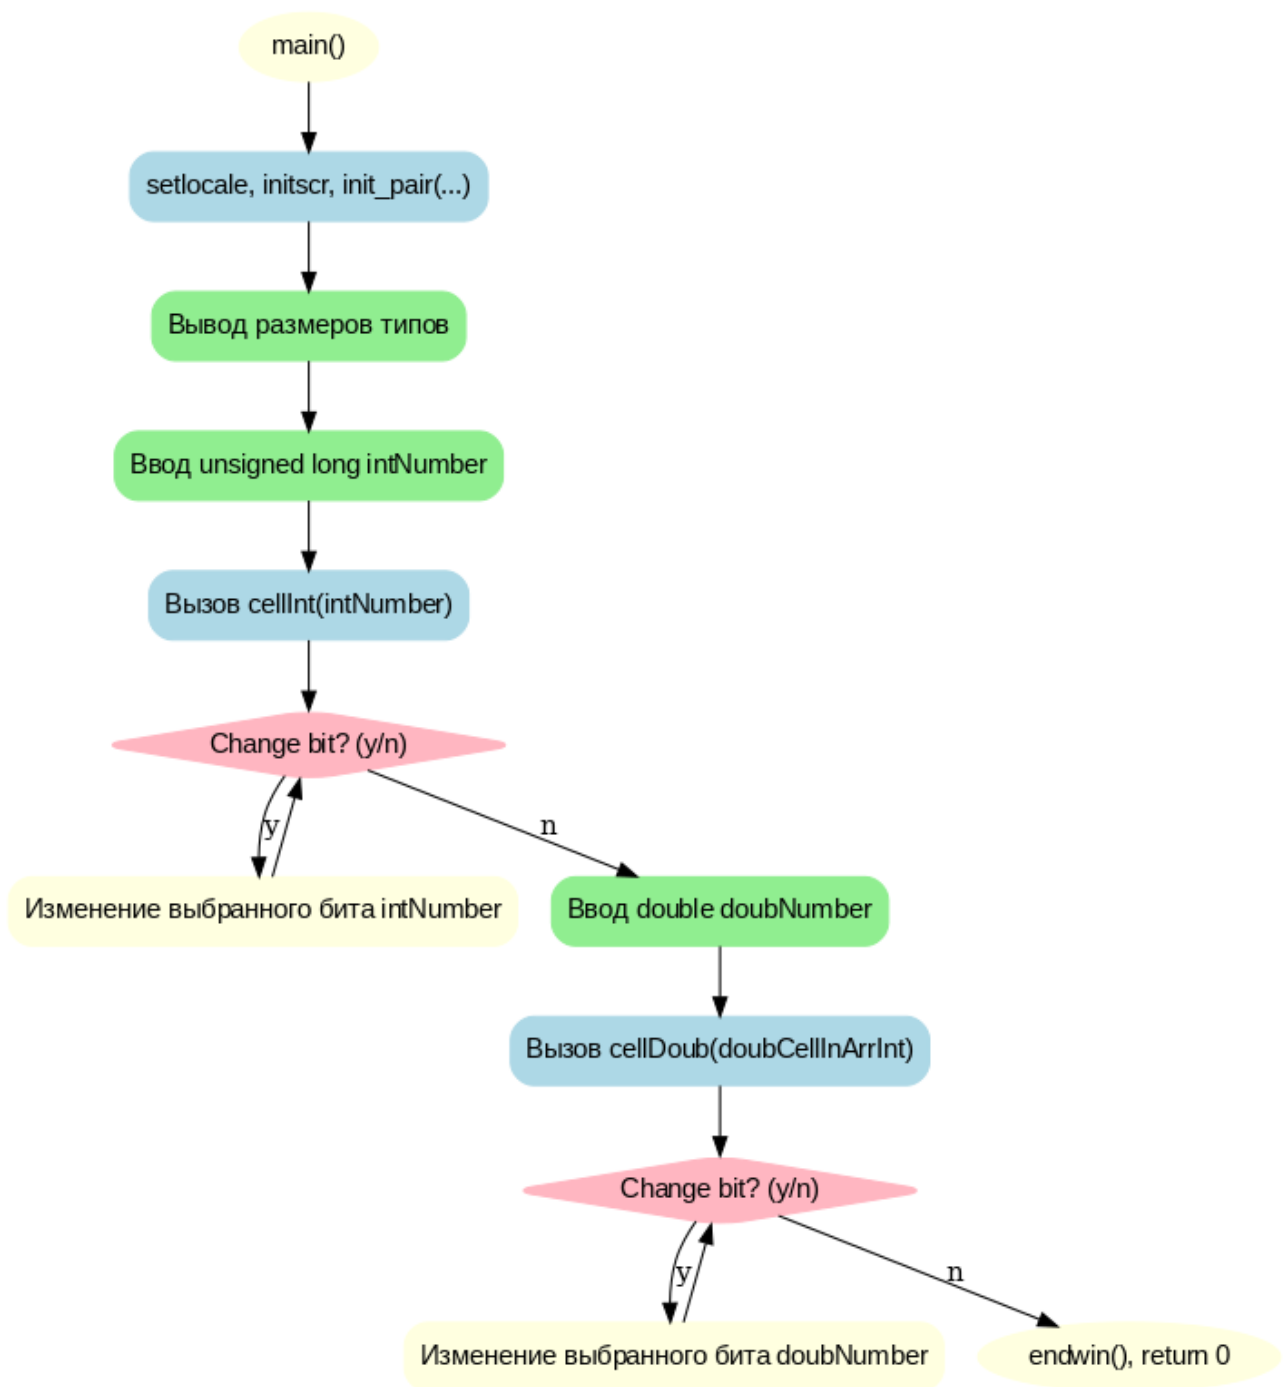 main()
setlocale, initscr, init_pair(...)
Вывод размеров типов
Ввод unsigned long intNumber
Вызов cellInt(intNumber)
Change bit? (y/n)
y
n
Изменение выбранного бита intNumber
Ввод double doubNumber
Вызов cellDoub(doubCellInArrInt)
Change bit? (y/n)
y
n
Изменение выбранного бита doubNumber
endwin(), return 0